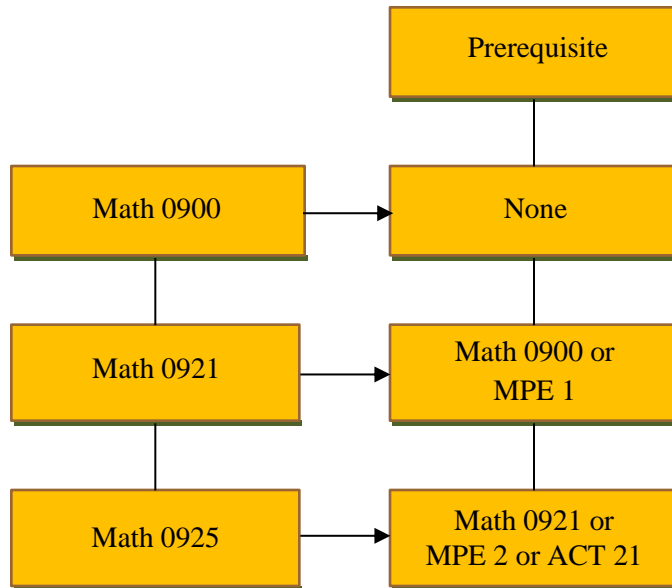 Prerequisite
Math 0900
None
Math 0921
Math 0900 or
MPE 1
Math 0925
Math 0921 or
MPE 2 or ACT 21